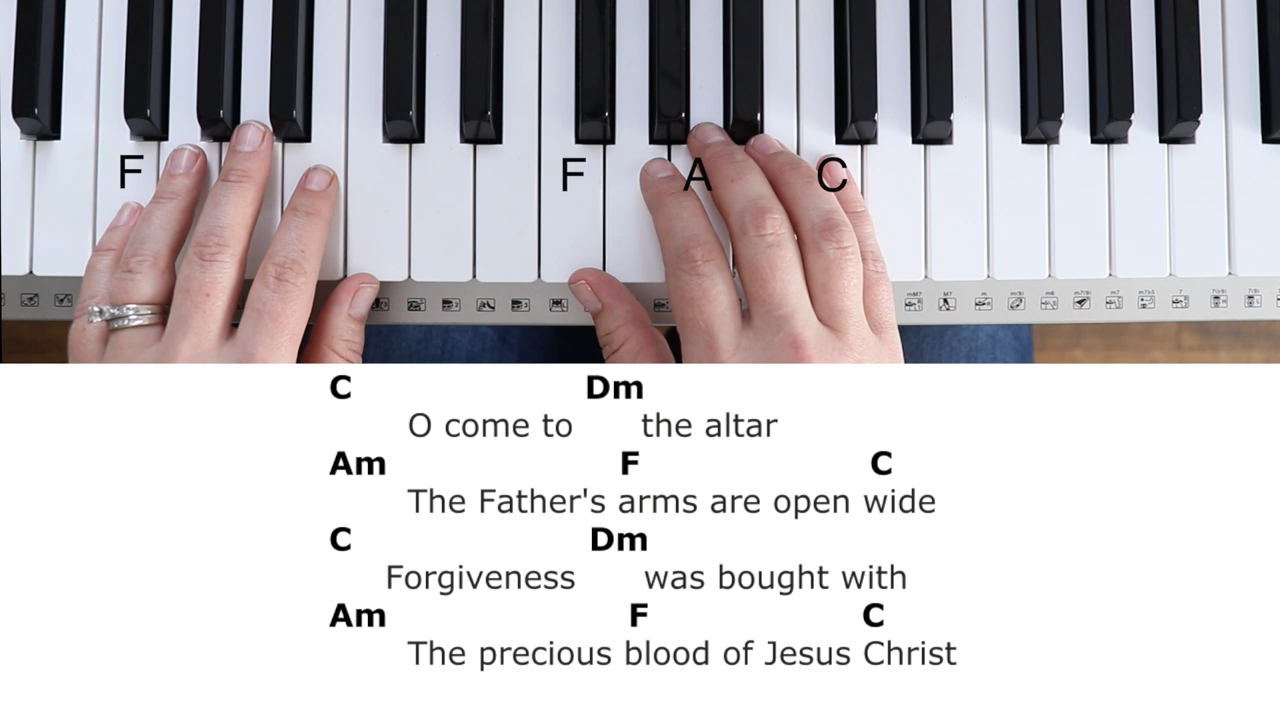 F F A C
C Dm
O come to the altar
Am F C
The Father's arms are open wide
C Dm
Forgiveness was bought with
Am F C
The precious blood of Jesus Christ